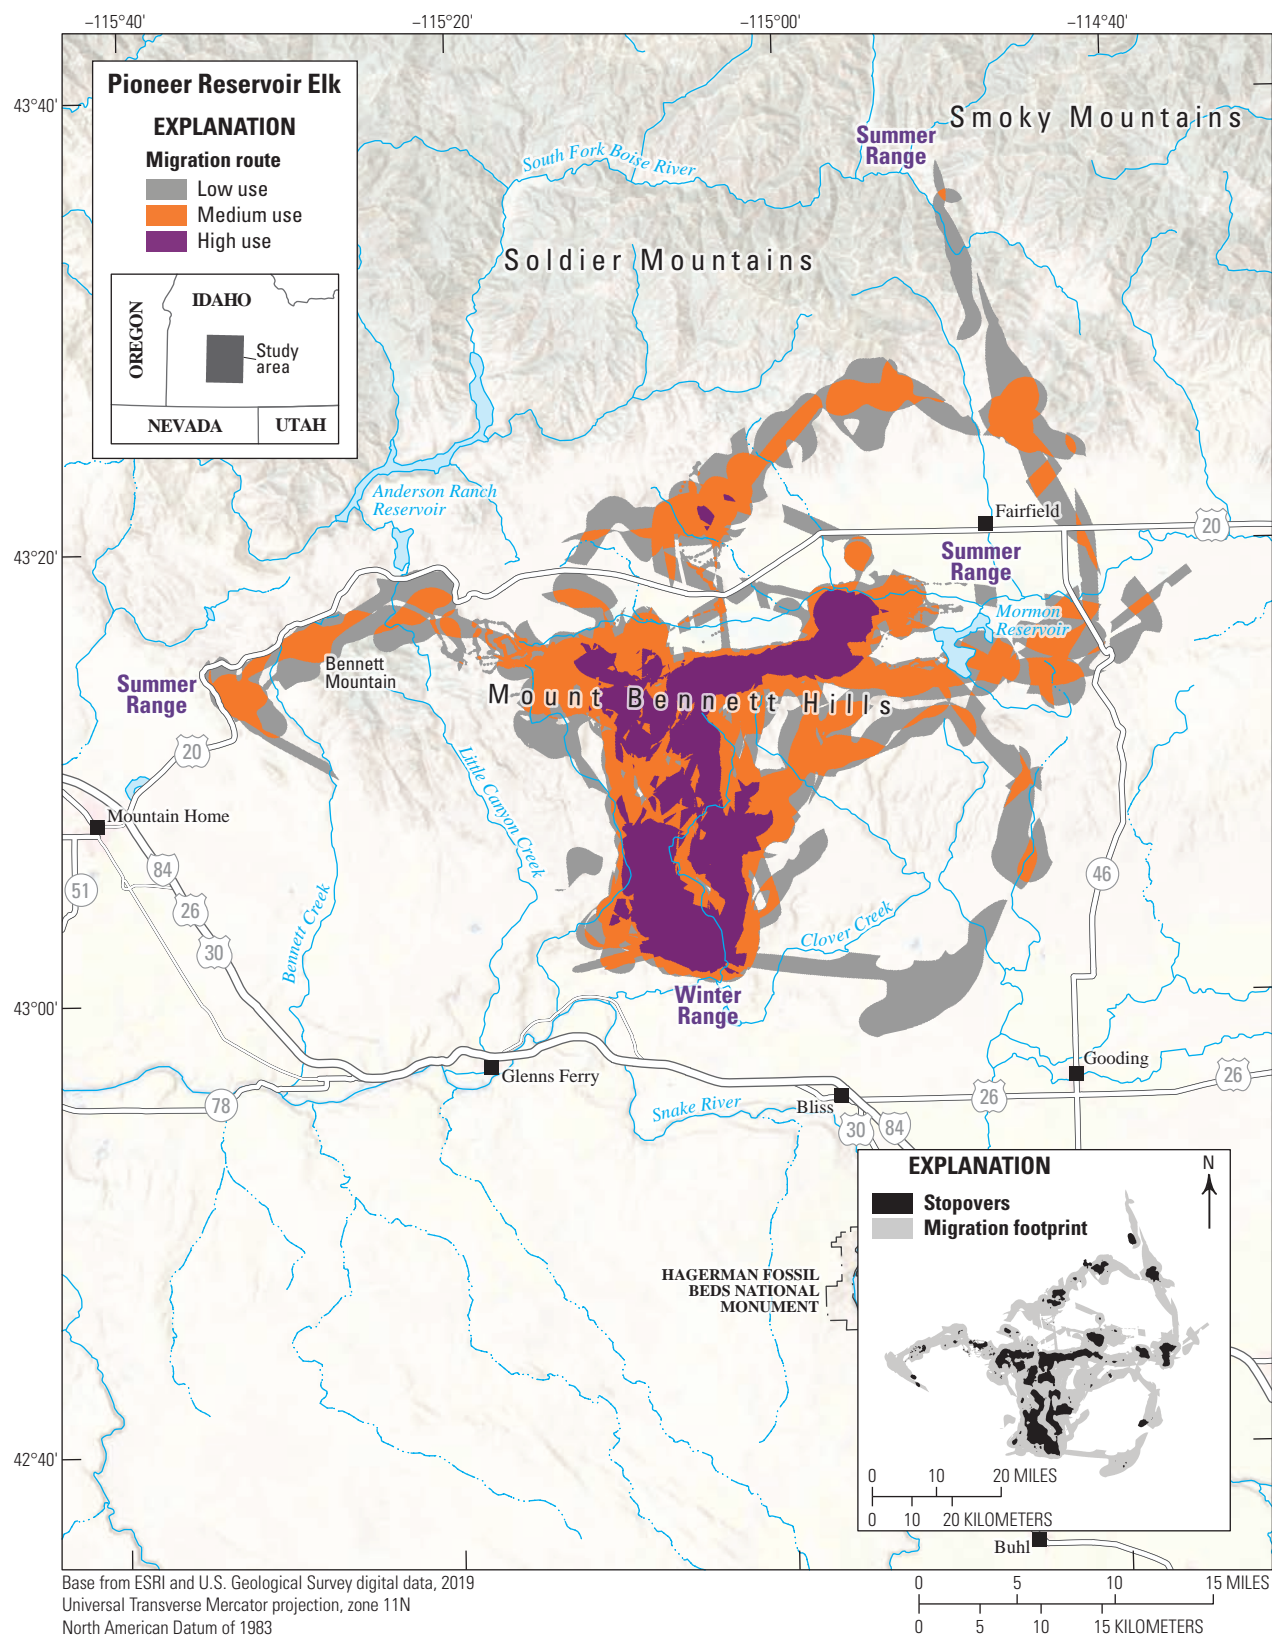 −115°40'
−115°20'
−115°00'
−114°40'
43°40'
43°20'
43°00'
42°40'
Pioneer Reservoir Elk
EXPLANATION
Migration route
Low use
Medium use
High use
IDAHO
OREGON
Study
area
NEVADA
UTAH
Smoky Mountains
Summer
Range
South Fork Boise River
Soldier Mountains
Anderson Ranch
Reservoir
Fairfield
20
Summer
Range
Mormon
Reservoir
Bennett
Mountain
Summer
Range
Mount Bennett Hills
20
Little Canyon Creek
Mountain Home
84
51
26
30
46
Bennett Creek
Clover Creek
Winter
Range
Gooding
Glenns Ferry
26
78
Snake River
Bliss
26
30
84
HAGERMAN FOSSIL
BEDS NATIONAL
MONUMENT
EXPLANATION
N
Stopovers
Migration footprint
0 10 20 MILES
0 10 20 KILOMETERS
Buhl
Base from ESRI and U.S. Geological Survey digital data, 2019
Universal Transverse Mercator projection, zone 11N
North American Datum of 1983
0 5 10 15 MILES
0 5 10 15 KILOMETERS